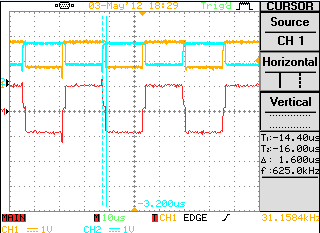 03-May'12 18:29 Trig'd CURSOR
Source
CH 1
Horizontal
Vertical
T₁-14.40us
T₂-16.00us
Δ: 1.600us
f:625.0kHz
-3.200us
MAIN M 10us T CH1 EDGE 31.1584kHz
CH1 1V CH2 1V